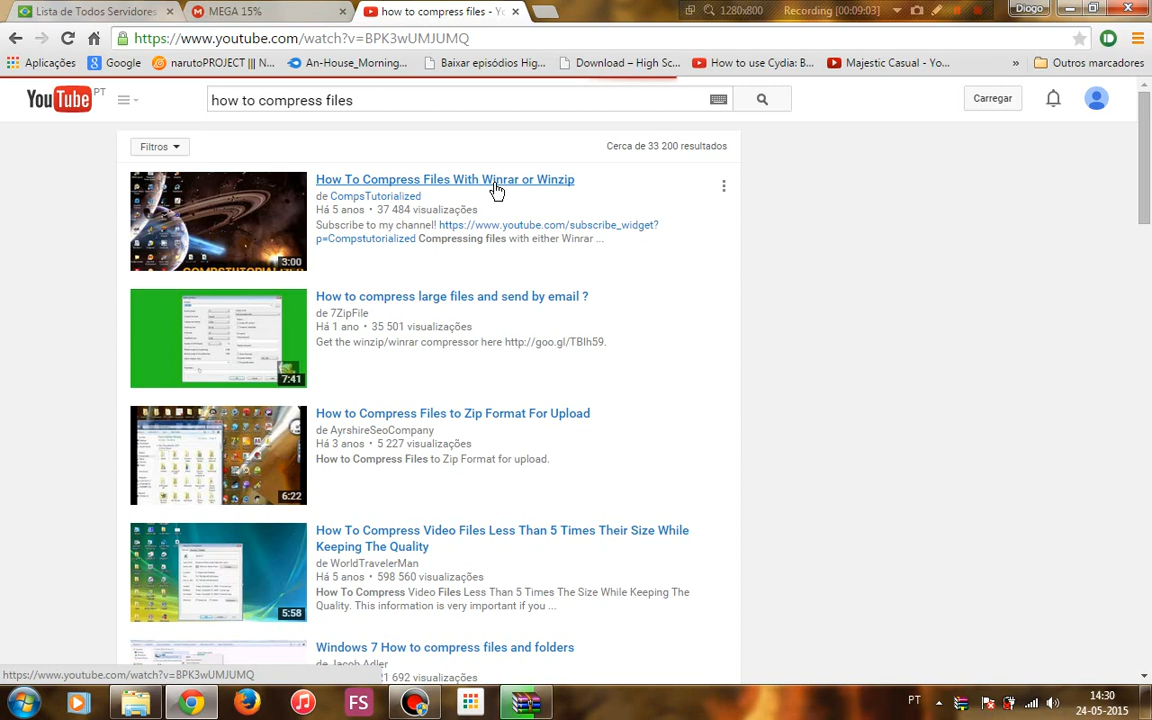 Lista de Todos Servidores
MEGA 15%
how to compress files - Yo
1280x800
Recording [00:09:03]
Diogo
https://www.youtube.com/watch?v=BPK3wUMJUMQ
Aplicações
Google
narutoPROJECT ||| N...
An-House_Morning...
Baixar episódios Hig...
Download – High Sc...
How to use Cydia: B...
Majestic Casual - Yo...
»
Outros marcadores
YouTube PT
how to compress files
Carregar
Filtros
Cerca de 33 200 resultados
How To Compress Files With Winrar or Winzip
de CompsTutorialized
Há 5 anos • 37 484 visualizações
Subscribe to my channel! https://www.youtube.com/subscribe_widget?
p=Compstutorialized Compressing files with either Winrar ...
COMPSTUTORIALIZED
3:00
How to compress large files and send by email ?
de 7ZipFile
Há 1 ano • 35 501 visualizações
Get the winzip/winrar compressor here http://goo.gl/TBIh59.
7:41
How to Compress Files to Zip Format For Upload
de AyrshireSeoCompany
Há 3 anos • 5 227 visualizações
How to Compress Files to Zip Format for upload.
6:22
How To Compress Video Files Less Than 5 Times Their Size While
Keeping The Quality
de WorldTravelerMan
Há 5 anos • 598 560 visualizações
How To Compress Video Files Less Than 5 Times The Size While Keeping The
Quality. This information is very important if you ...
5:58
Windows 7 How to compress files and folders
de Jacob Adler
21 692 visualizações
https://www.youtube.com/watch?v=BPK3wUMJUMQ
FS
PT
14:30
24-05-2015